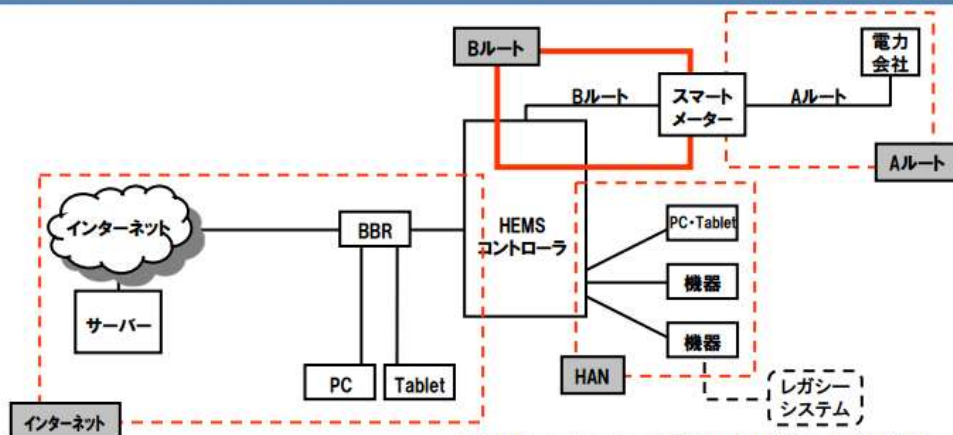 Bルート
電力
会社
Bルート
スマート
メーター
Aルート
Aルート
インターネット
BBR
HEMS
コントローラ
PC・Tablet
機器
サーバー
機器
PC
Tablet
HAN
レガシー
システム
インターネット